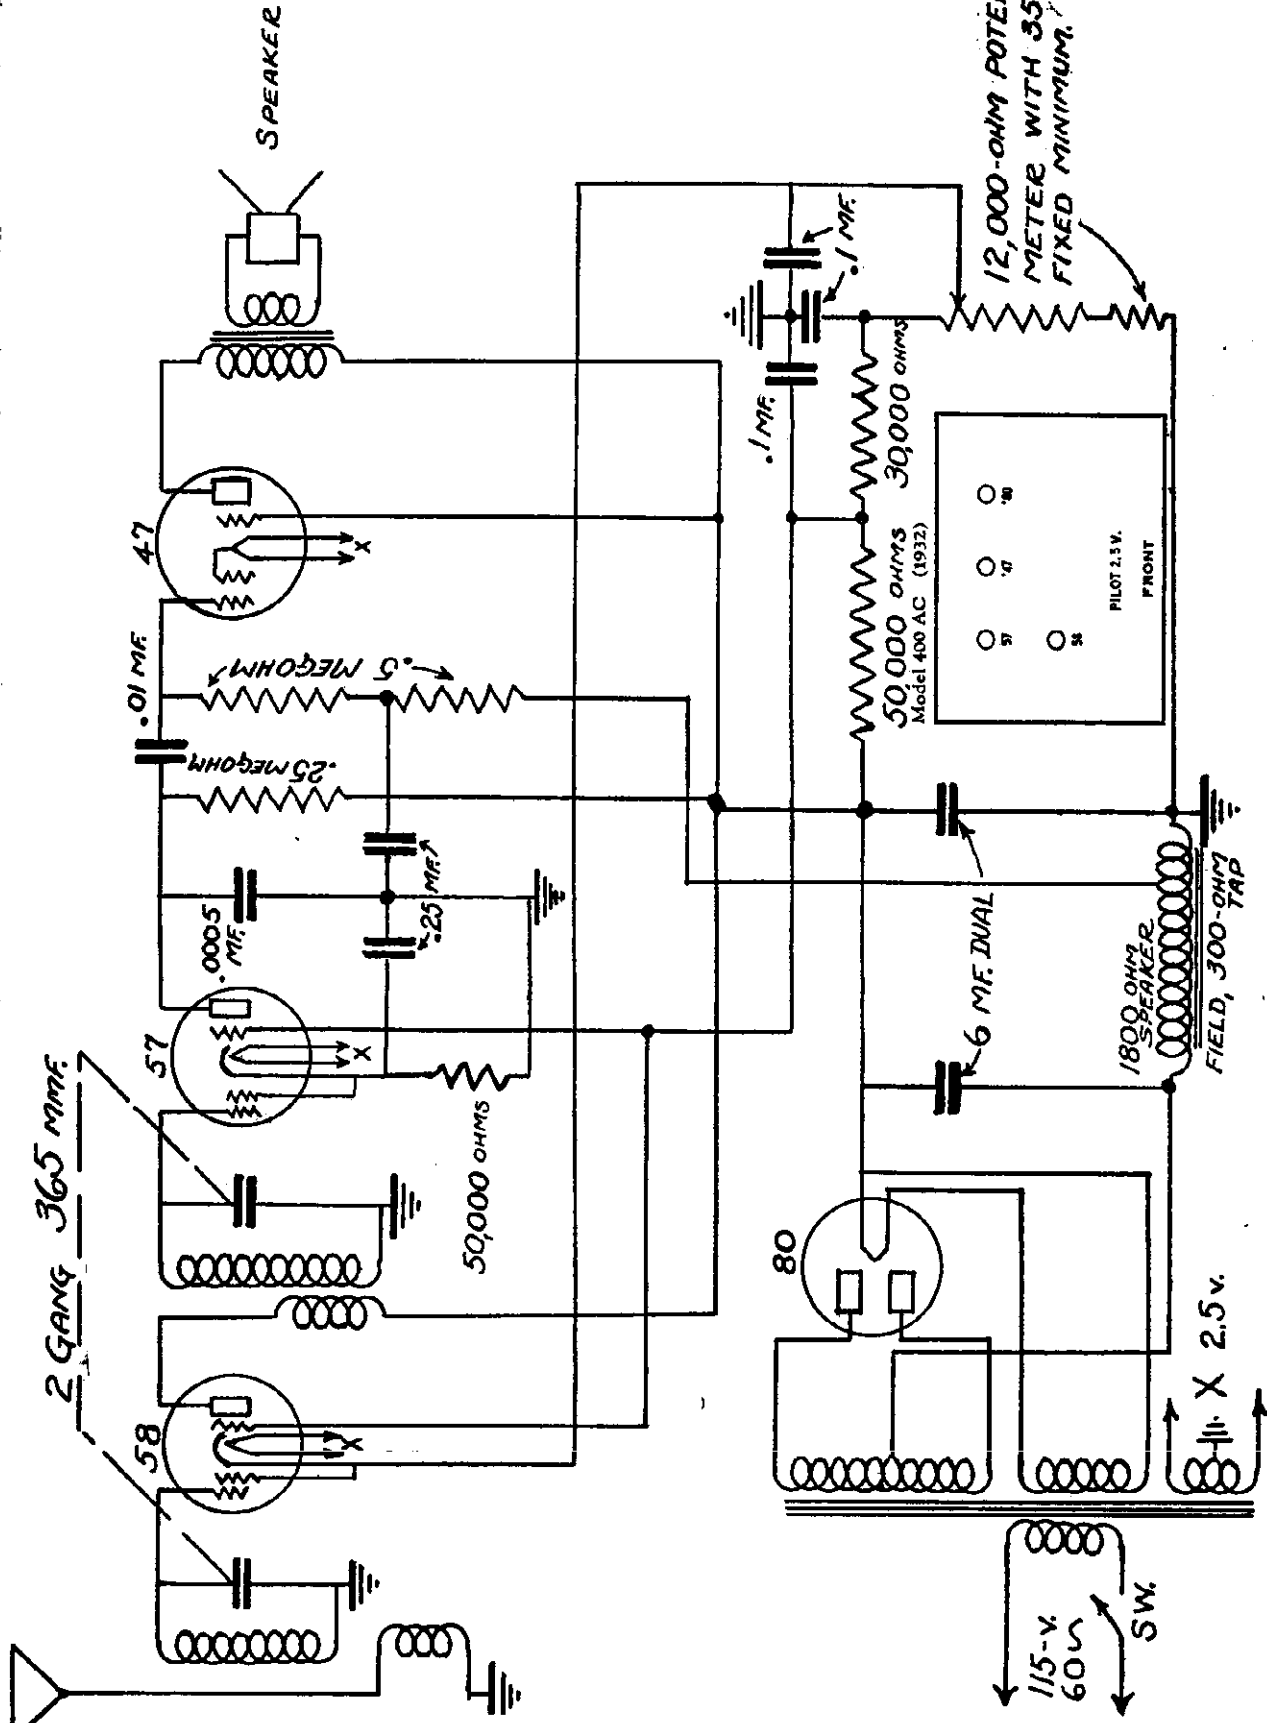 SPEAKER
47
.01 MF.
.5 MEGOHM
.25 MEGOHM
.0005
MF.
.25 MF.
57
X
X
50,000 OHMS
2 GANG 365 MMF.
58
X
.1 MF.
.1 MF.
12,000-OHM
METER WITH 35
FIXED MINIMUM.
30,000 OHMS
50,000 OHMS
Model 400 AC (1932)
57
'47
'80
58
PILOT 2.5 V.
FRONT
6 MF. DUAL
1800 OHM
SPEAKER
FIELD, 300-OHM
TAP
80
X 2.5 V.
115-V.
60
SW.